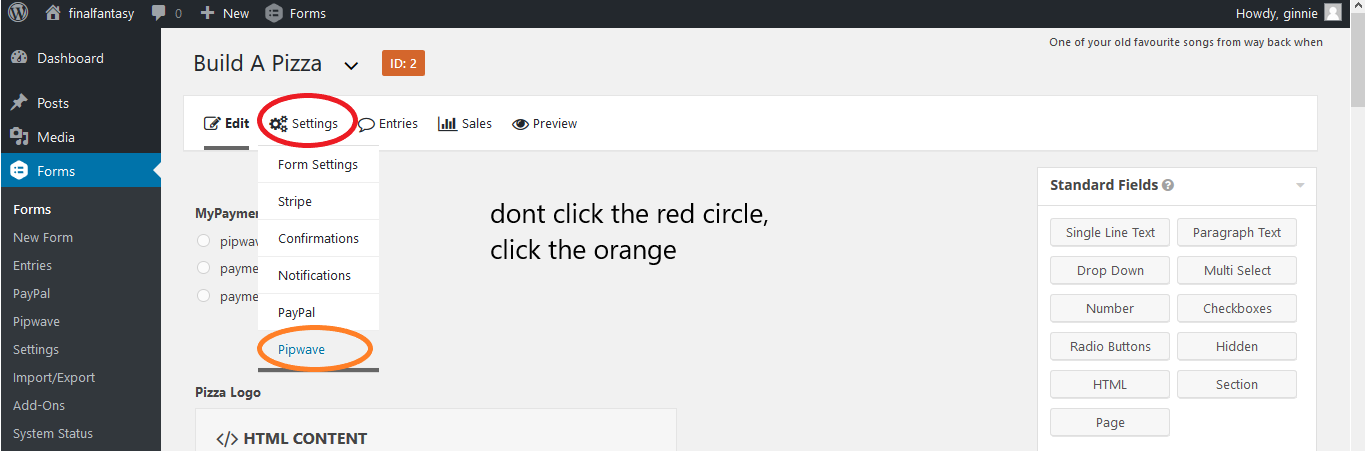 finalfantasy 0 + New Forms Howdy, ginnie
One of your old favourite songs from way back when
Dashboard
Posts
Media
Forms
Forms
New Form
Entries
PayPal
Pipwave
Settings
Import/Export
Add-Ons
System Status
Build A Pizza ID: 2
Edit Settings Entries Sales Preview
Form Settings
Stripe
Confirmations
Notifications
PayPal
Pipwave
MyPaymen
pipwav
payme
payme
dont click the red circle,
click the orange
Pizza Logo
</> HTML CONTENT
Standard Fields ?
Single Line Text Paragraph Text
Drop Down Multi Select
Number Checkboxes
Radio Buttons Hidden
HTML Section
Page